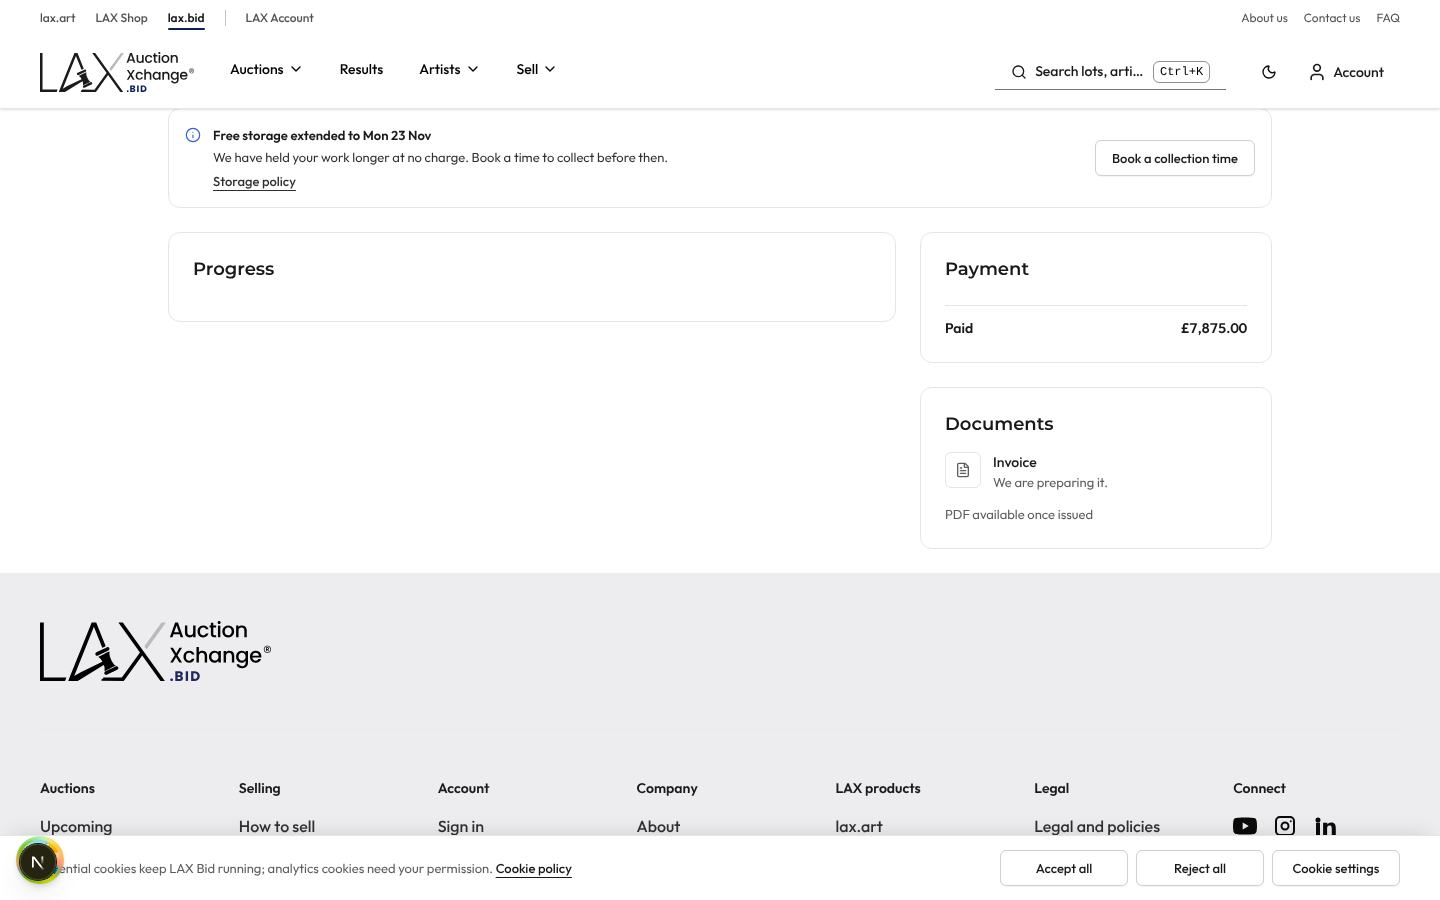 lax.art
LAX Shop
lax.bid
LAX Account
About us
Contact us
FAQ
LAX Auction
Xchange®
.BID
Auctions
Results
Artists
Sell
Search lots, arti...
Ctrl+K
Account
Free storage extended to Mon 23 Nov
We have held your work longer at no charge. Book a time to collect before then.
Storage policy
Book a collection time
Progress
Payment
Paid
£7,875.00
Documents
Invoice
We are preparing it.
PDF available once issued
LAX Auction
Xchange®
.BID
Auctions
Selling
Account
Company
LAX products
Legal
Connect
Upcoming
How to sell
Sign in
About
lax.art
Legal and policies
N
ential cookies keep LAX Bid running; analytics cookies need your permission. Cookie policy
Accept all
Reject all
Cookie settings